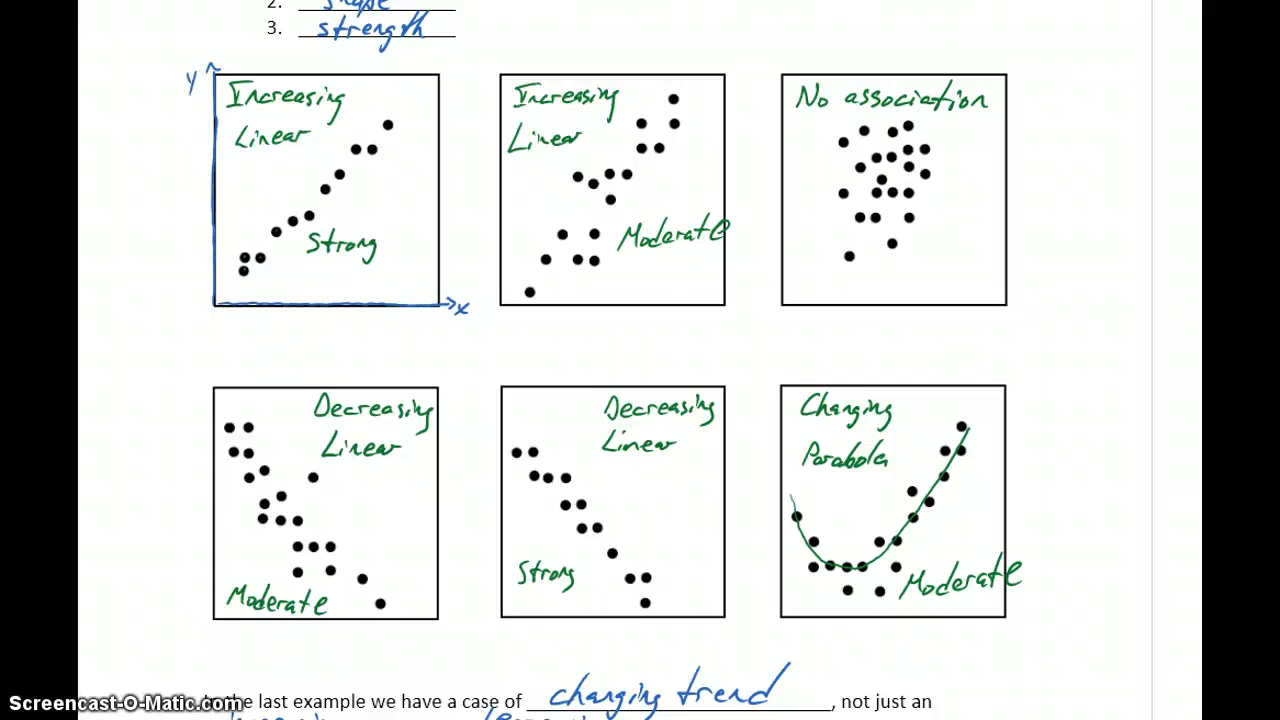 2. shape
3. strength
y
Increasing
Linear
Strong
x
Increasing
Linear
Moderate
No association
Decreasing
Linear
Moderate
Decreasing
Linear
Strong
Changing
Parabola
Moderate
the last example we have a case of changing trend, not just an
Screencast-O-Matic.com